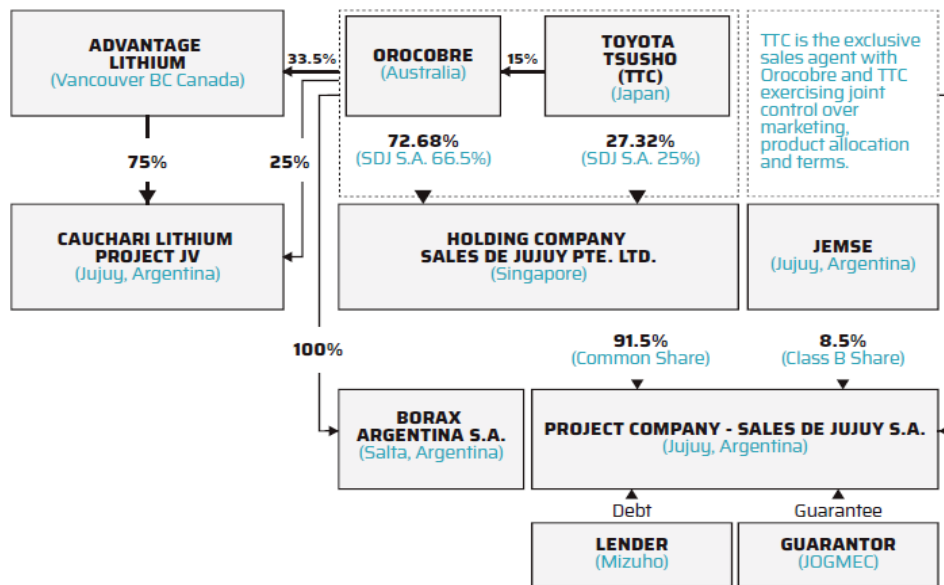 ADVANTAGE
LITHIUM
(Vancouver BC Canada)
33.5%
OROCOBRE
(Australia)
15%
TOYOTA
TSUSHO
(TTC)
(Japan)
TTC is the exclusive
sales agent with
Orocobre and TTC
exercising joint
control over
marketing,
product allocation
and terms.
75%
25%
72.68%
(SDJ S.A. 66.5%)
27.32%
(SDJ S.A. 25%)
CAUCHARI LITHIUM
PROJECT JV
(Jujuy, Argentina)
HOLDING COMPANY
SALES DE JUJUY PTE. LTD.
(Singapore)
JEMSE
(Jujuy, Argentina)
100%
91.5%
(Common Share)
8.5%
(Class B Share)
BORAX
ARGENTINA S.A.
(Salta, Argentina)
PROJECT COMPANY - SALES DE JUJUY S.A.
(Jujuy, Argentina)
Debt
Guarantee
LENDER
(Mizuho)
GUARANTOR
(JOGMEC)